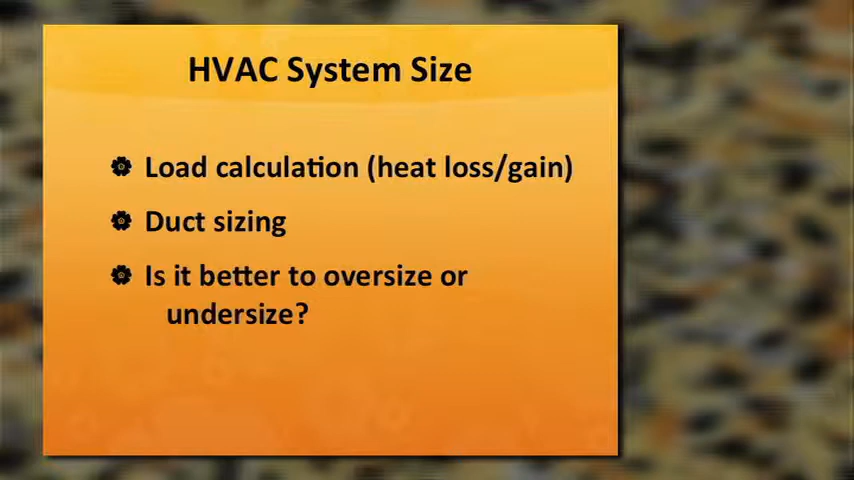 HVAC System Size
Load calculation (heat loss/gain)
Duct sizing
Is it better to oversize or
undersize?